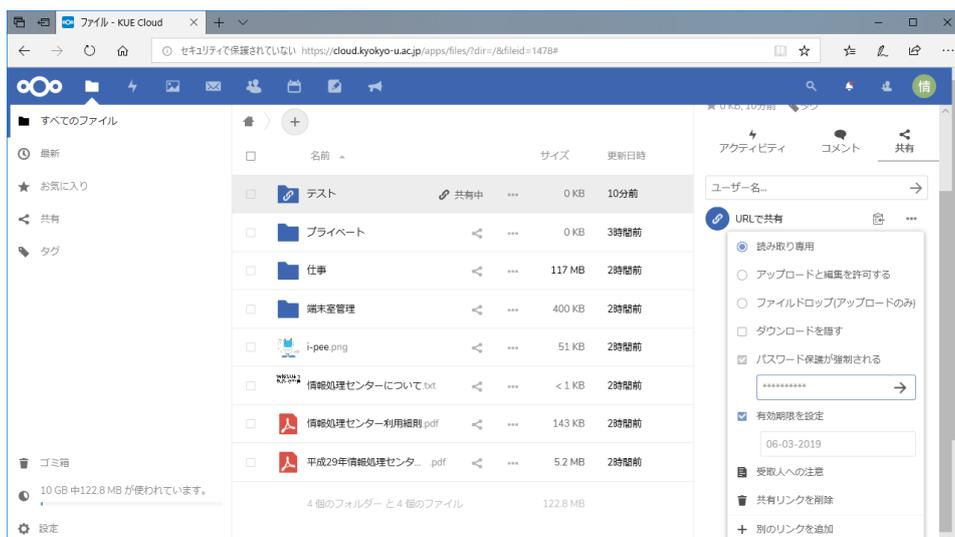 ファイル - KUE Cloud
セキュリティで保護されていない https://cloud.kyokyo-u.ac.jp/apps/files/?dir=/&fileid=1478#
情
すべてのファイル
最新
お気に入り
共有
タグ
ゴミ箱
10 GB 中122.8 MB が使われています。
設定
名前 サイズ 更新日時
テスト 共有中 0 KB 10分前
プライベート 0 KB 3時間前
仕事 117 MB 2時間前
端末室管理 400 KB 2時間前
i-pee.png 51 KB 2時間前
情報処理センターについて.txt < 1 KB 2時間前
情報処理センター利用細則.pdf 143 KB 2時間前
平成29年情報処理センタ... .pdf 5.2 MB 2時間前
4 個のフォルダー と 4 個のファイル 122.8 MB
0 KB, 10分前 タグ
アクティビティ コメント 共有
ユーザー名...
URLで共有
読み取り専用
アップロードと編集を許可する
ファイルドロップ(アップロードのみ)
ダウンロードを隠す
パスワード保護が強制される
**********
有効期限を設定
06-03-2019
受取人への注意
共有リンクを削除
別のリンクを追加